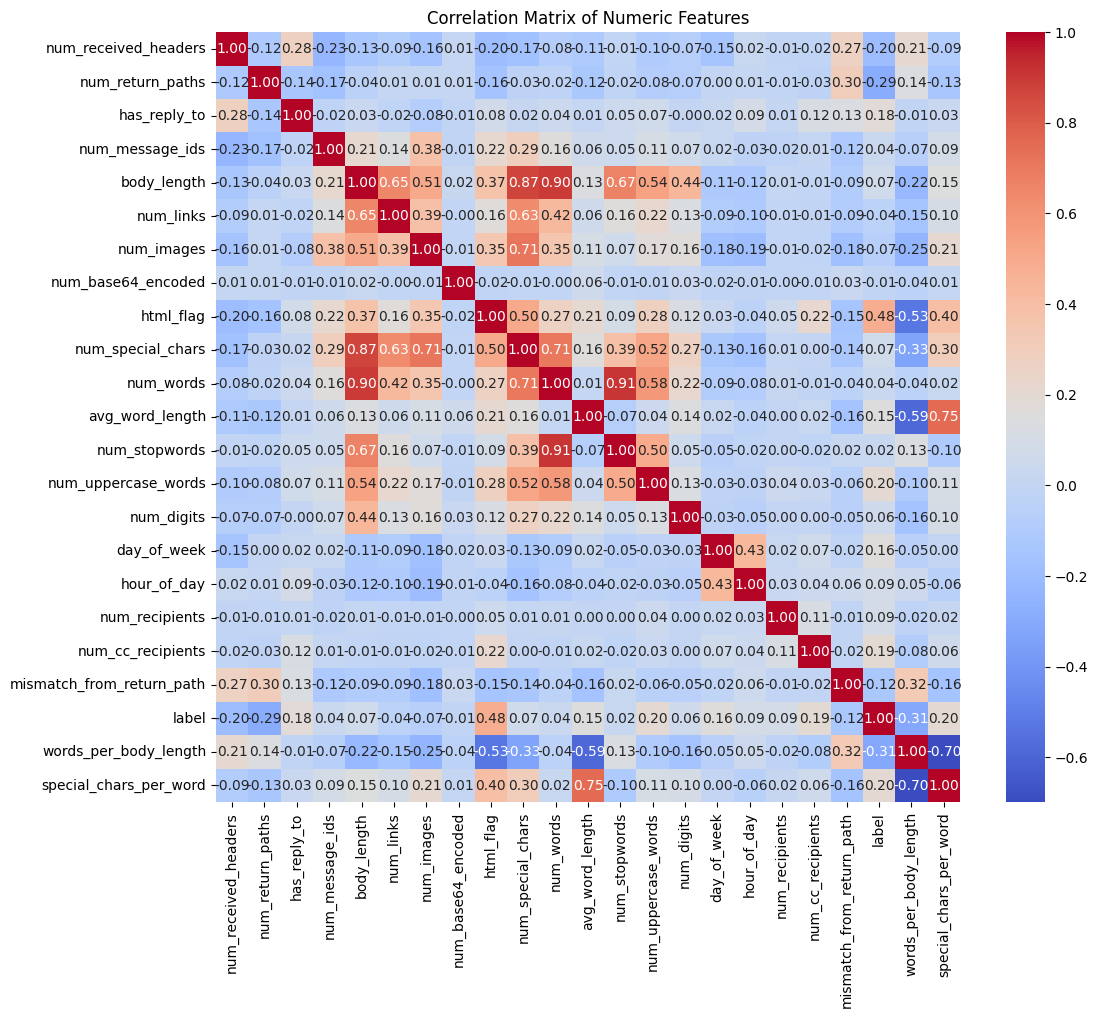 Correlation Matrix of Numeric Features
num_received_headers 1.00 -0.12 0.28 -0.23 -0.13 -0.09 -0.16 0.01 -0.20 -0.17 -0.08 -0.11 -0.01 -0.10 -0.07 -0.15 0.02 -0.01 -0.02 0.27 -0.20 0.21 -0.09
num_return_paths -0.12 1.00 -0.14 -0.17 -0.04 0.01 0.01 0.01 -0.16 -0.03 -0.02 -0.12 -0.02 -0.08 -0.07 0.00 0.01 -0.01 -0.03 0.30 -0.29 0.14 -0.13
has_reply_to 0.28 -0.14 1.00 -0.02 0.03 -0.02 -0.08 -0.01 0.08 0.02 0.04 0.01 0.05 0.07 -0.00 0.02 0.09 0.01 0.12 0.13 0.18 -0.01 0.03
num_message_ids -0.23 -0.17 -0.02 1.00 0.21 0.14 0.38 -0.01 0.22 0.29 0.16 0.06 0.05 0.11 0.07 0.02 -0.03 -0.02 0.01 -0.12 0.04 -0.07 0.09
body_length -0.13 -0.04 0.03 0.21 1.00 0.65 0.51 0.02 0.37 0.87 0.90 0.13 0.67 0.54 0.44 -0.11 -0.12 0.01 -0.01 -0.09 0.07 -0.22 0.15
num_links -0.09 0.01 -0.02 0.14 0.65 1.00 0.39 -0.00 0.16 0.63 0.42 0.06 0.16 0.22 0.13 -0.09 -0.10 -0.01 -0.01 -0.09 -0.04 -0.15 0.10
num_images -0.16 0.01 -0.08 0.38 0.51 0.39 1.00 -0.01 0.35 0.71 0.35 0.11 0.07 0.17 0.16 -0.18 -0.19 -0.01 -0.02 -0.18 -0.07 -0.25 0.21
num_base64_encoded 0.01 0.01 -0.01 -0.01 0.02 -0.00 -0.01 1.00 -0.02 -0.01 -0.00 0.06 -0.01 -0.01 0.03 -0.02 -0.01 -0.00 -0.01 0.03 -0.01 -0.04 0.01
html_flag -0.20 -0.16 0.08 0.22 0.37 0.16 0.35 -0.02 1.00 0.50 0.27 0.21 0.09 0.28 0.12 0.03 -0.04 0.05 0.22 -0.15 0.48 -0.53 0.40
num_special_chars -0.17 -0.03 0.02 0.29 0.87 0.63 0.71 -0.01 0.50 1.00 0.71 0.16 0.39 0.52 0.27 -0.13 -0.16 0.01 0.00 -0.14 0.07 -0.33 0.30
num_words -0.08 -0.02 0.04 0.16 0.90 0.42 0.35 -0.00 0.27 0.71 1.00 0.01 0.91 0.58 0.22 -0.09 -0.08 0.01 -0.01 -0.04 0.04 -0.04 0.02
avg_word_length -0.11 -0.12 0.01 0.06 0.13 0.06 0.11 0.06 0.21 0.16 0.01 1.00 -0.07 0.04 0.14 0.02 -0.04 0.00 0.02 -0.16 0.15 -0.59 0.75
num_stopwords -0.01 -0.02 0.05 0.05 0.67 0.16 0.07 -0.01 0.09 0.39 0.91 -0.07 1.00 0.50 0.05 -0.05 -0.02 0.00 -0.02 0.02 0.02 0.13 -0.10
num_uppercase_words -0.10 -0.08 0.07 0.11 0.54 0.22 0.17 -0.01 0.28 0.52 0.58 0.04 0.50 1.00 0.13 -0.03 -0.03 0.04 0.03 -0.06 0.20 -0.10 0.11
num_digits -0.07 -0.07 -0.00 0.07 0.44 0.13 0.16 0.03 0.12 0.27 0.22 0.14 0.05 0.13 1.00 -0.03 -0.05 0.00 0.00 -0.05 0.06 -0.16 0.10
day_of_week -0.15 0.00 0.02 0.02 -0.11 -0.09 -0.18 -0.02 0.03 -0.13 -0.09 0.02 -0.05 -0.03 -0.03 1.00 0.43 0.02 0.07 -0.02 0.16 -0.05 0.00
hour_of_day 0.02 0.01 0.09 -0.03 -0.12 -0.10 -0.19 -0.01 -0.04 -0.16 -0.08 -0.04 -0.02 -0.03 -0.05 0.43 1.00 0.03 0.04 0.06 0.09 0.05 -0.06
num_recipients -0.01 -0.01 0.01 -0.02 0.01 -0.01 -0.01 -0.00 0.05 0.01 0.01 0.00 0.00 0.04 0.00 0.02 0.03 1.00 0.11 -0.01 0.09 -0.02 0.02
num_cc_recipients -0.02 -0.03 0.12 0.01 -0.01 -0.01 -0.02 -0.01 0.22 0.00 -0.01 0.02 -0.02 0.03 0.00 0.07 0.04 0.11 1.00 -0.02 0.19 -0.08 0.06
mismatch_from_return_path 0.27 0.30 0.13 -0.12 -0.09 -0.09 -0.18 0.03 -0.15 -0.14 -0.04 -0.16 0.02 -0.06 -0.05 -0.02 0.06 -0.01 -0.02 1.00 -0.12 0.32 -0.16
label -0.20 -0.29 0.18 0.04 0.07 -0.04 -0.07 -0.01 0.48 0.07 0.04 0.15 0.02 0.20 0.06 0.16 0.09 0.09 0.19 -0.12 1.00 -0.31 0.20
words_per_body_length 0.21 0.14 -0.01 -0.07 -0.22 -0.15 -0.25 -0.04 -0.53 -0.33 -0.04 -0.59 0.13 -0.10 -0.16 -0.05 0.05 -0.02 -0.08 0.32 -0.31 1.00 -0.70
special_chars_per_word -0.09 -0.13 0.03 0.09 0.15 0.10 0.21 0.01 0.40 0.30 0.02 0.75 -0.10 0.11 0.10 0.00 -0.06 0.02 0.06 -0.16 0.20 -0.70 1.00
num_received_headers
num_return_paths
has_reply_to
num_message_ids
body_length
num_links
num_images
num_base64_encoded
html_flag
num_special_chars
num_words
avg_word_length
num_stopwords
num_uppercase_words
num_digits
day_of_week
hour_of_day
num_recipients
num_cc_recipients
mismatch_from_return_path
label
words_per_body_length
special_chars_per_word
1.0
0.8
0.6
0.4
0.2
0.0
−0.2
−0.4
−0.6